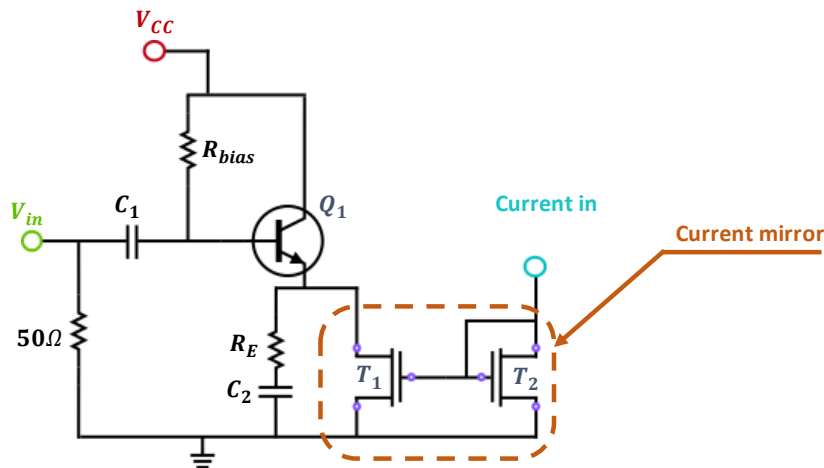 V_CC
R_bias
C_1
Q_1
V_in
Current in
Current mirror
50Ω
R_E
C_2
T_1
T_2